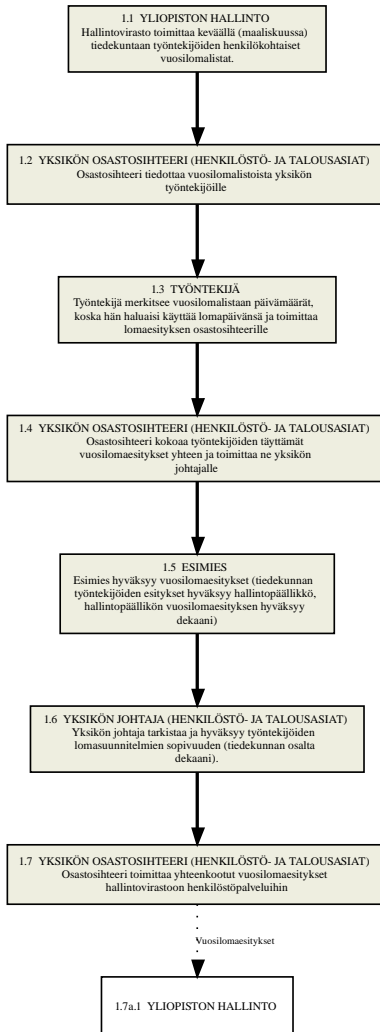 1.1 YLIOPISTON HALLINTO
Hallintovirasto toimittaa keväällä (maaliskuussa)
tiedekuntaan työntekijöiden henkilökohtaiset
vuosilomalistat.
1.2 YKSIKÖN OSASTOSIHTEERI (HENKILÖSTÖ- JA TALOUSASIAT)
Osastosihteeri tiedottaa vuosilomalistoista yksikön
työntekijöille
1.3 TYÖNTEKIJÄ
Työntekijä merkitsee vuosilomalistaan päivämäärät,
koska hän haluaisi käyttää lomapäivänsä ja toimittaa
lomaesityksen osastosihteerille
1.4 YKSIKÖN OSASTOSIHTEERI (HENKILÖSTÖ- JA TALOUSASIAT)
Osastosihteeri kokoaa työntekijöiden täyttämät
vuosilomaesitykset yhteen ja toimittaa ne yksikön
johtajalle
1.5 ESIMIES
Esimies hyväksyy vuosilomaesitykset (tiedekunnan
työntekijöiden esitykset hyväksyy hallintopäällikkö,
hallintopäällikön vuosilomaesityksen hyväksyy
dekaani)
1.6 YKSIKÖN JOHTAJA (HENKILÖSTÖ- JA TALOUSASIAT)
Yksikön johtaja tarkistaa ja hyväksyy työntekijöiden
lomasuunnitelmien sopivuuden (tiedekunnan osalta
dekaani).
1.7 YKSIKÖN OSASTOSIHTEERI (HENKILÖSTÖ- JA TALOUSASIAT)
Osastosihteeri toimittaa yhteenkootut vuosilomaesitykset
hallintovirastoon henkilöstöpalveluihin
Vuosilomaesitykset
1.7a.1 YLIOPISTON HALLINTO